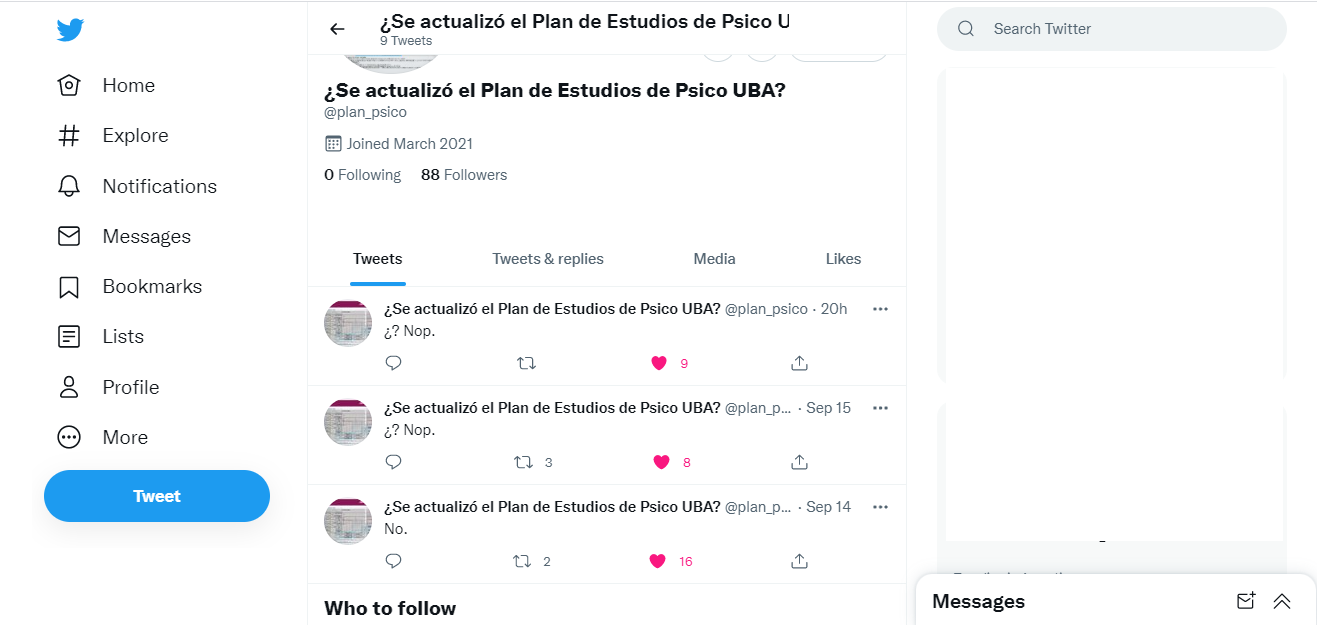 Home
Explore
Notifications
Messages
Bookmarks
Lists
Profile
More
Tweet
¿Se actualizó el Plan de Estudios de Psico U
9 Tweets
¿Se actualizó el Plan de Estudios de Psico UBA?
@plan_psico
Joined March 2021
0 Following 88 Followers
Tweets Tweets & replies Media Likes
¿Se actualizó el Plan de Estudios de Psico UBA? @plan_psico · 20h
¿? Nop.
9
¿Se actualizó el Plan de Estudios de Psico UBA? @plan_p... · Sep 15
¿? Nop.
3 8
¿Se actualizó el Plan de Estudios de Psico UBA? @plan_p... · Sep 14
No.
2 16
Who to follow
Search Twitter
Messages